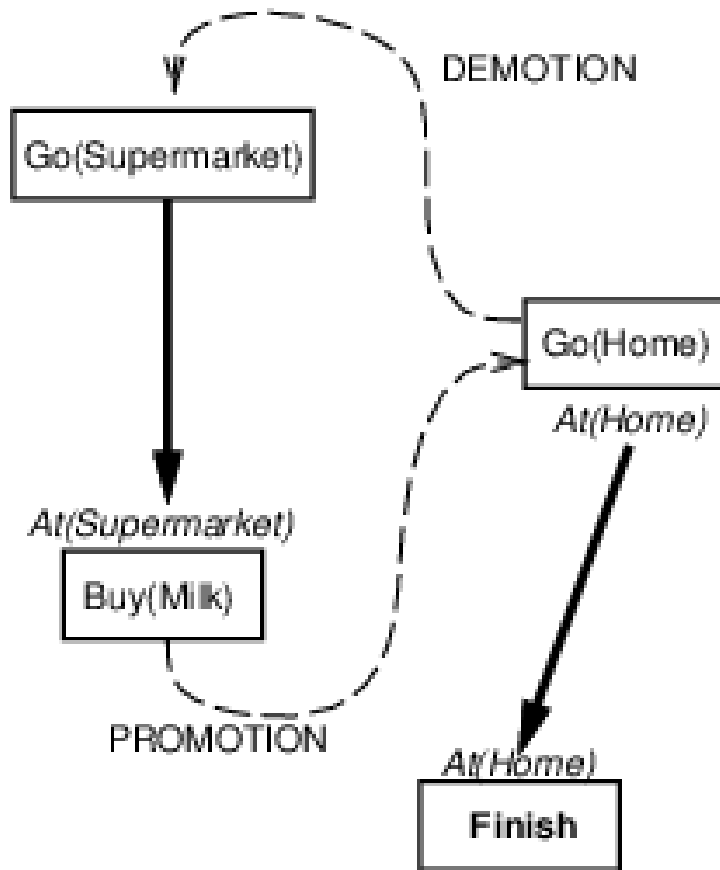 DEMOTION
Go(Supermarket)
Go(Home)
At(Home)
At(Supermarket)
Buy(Milk)
PROMOTION
At(Home)
Finish